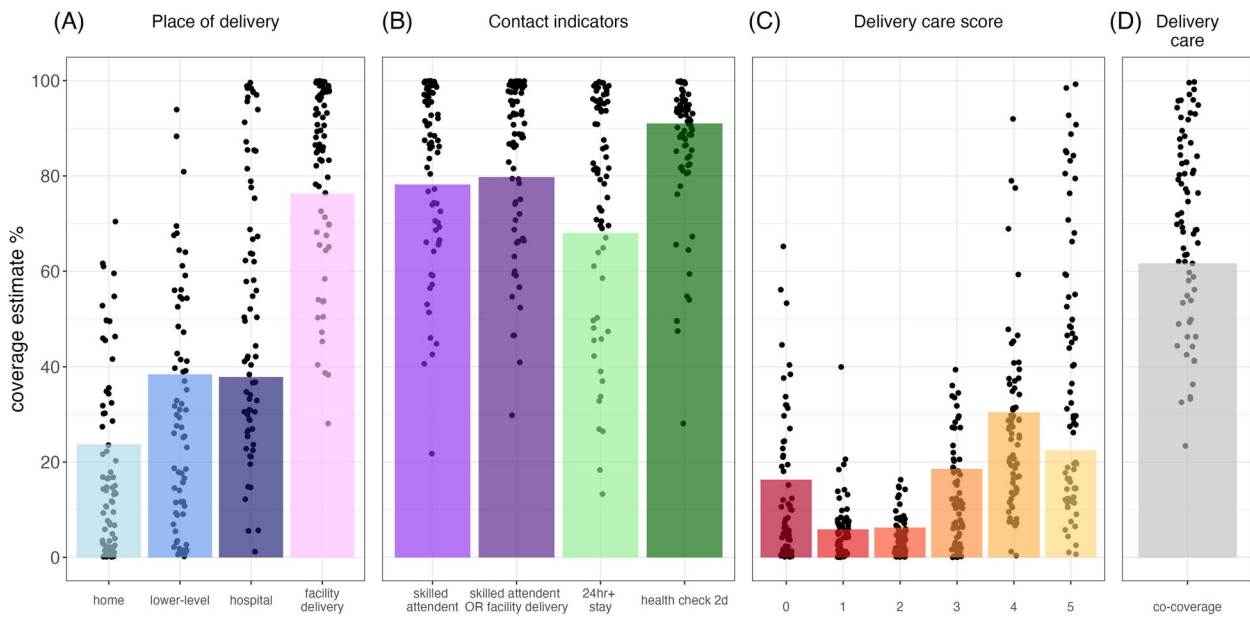 (A) Place of delivery
(B) Contact indicators
(C) Delivery care score
(D) Delivery
care
coverage estimate %
100
80
60
40
20
0
home
lower-level
hospital
facility
delivery
skilled
attendent
skilled attendent
OR facility delivery
24hr+
stay
health check 2d
0
1
2
3
4
5
co-coverage